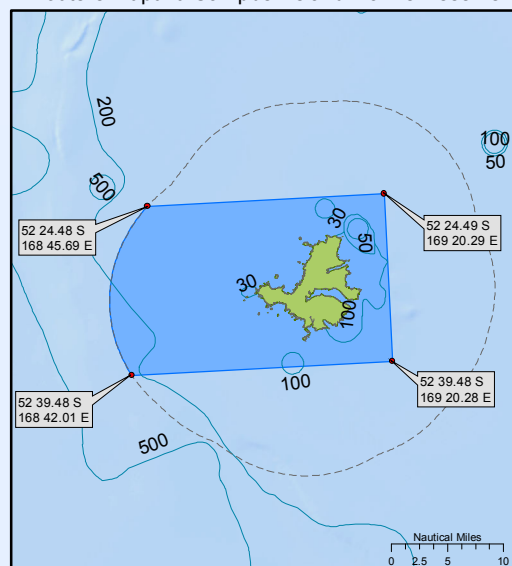 200
100
50
500
52 24.48 S
168 45.69 E
30
50
52 24.49 S
169 20.29 E
30
100
52 39.48 S
168 42.01 E
100
52 39.48 S
169 20.28 E
500
Nautical Miles
0 2.5 5 10